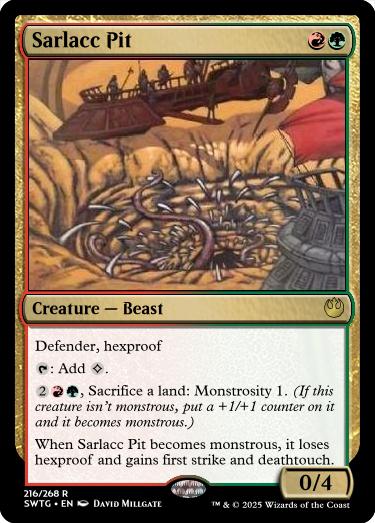 Sarlacc Pit
Creature — Beast
Defender, hexproof
: Add .
2, Sacrifice a land: Monstrosity 1. (If this
creature isn't monstrous, put a +1/+1 counter on it
and it becomes monstrous.)
When Sarlacc Pit becomes monstrous, it loses
hexproof and gains first strike and deathtouch.
0/4
216/268 R
SWTG • EN DAVID MILLGATE
™ & © 2025 Wizards of the Coast